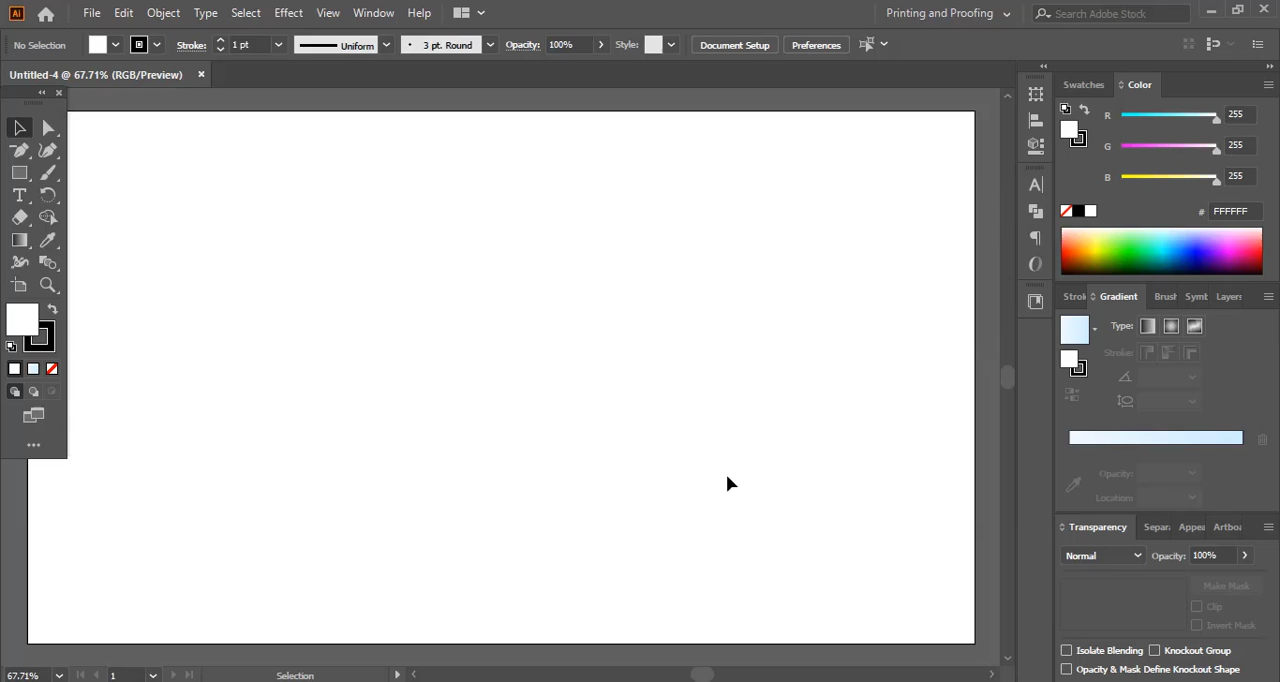 Ai File Edit Object Type Select Effect View Window Help Printing and Proofing Search Adobe Stock
No Selection Stroke: 1 pt Uniform 3 pt. Round Opacity: 100% Style: Document Setup Preferences
Untitled-4 @ 67.71% (RGB/Preview)
Swatches Color
R 255
G 255
B 255
# FFFFFF
Strok Gradient Brush Symb Layers
Type:
Stroke:
Opacity:
Location:
Transparency Separ Appea Artbo
Normal Opacity: 100%
Make Mask
Clip
Invert Mask
Isolate Blending Knockout Group
Opacity & Mask Define Knockout Shape
67.71% 1 Selection